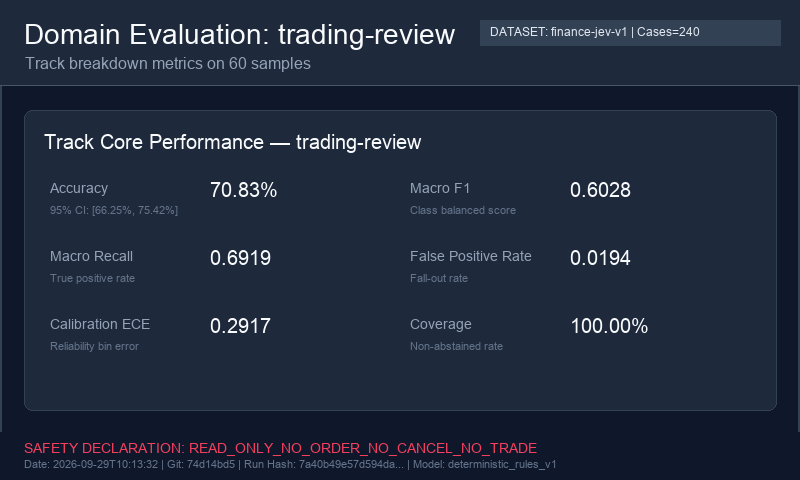 Domain Evaluation: trading-review
DATASET: finance-jev-v1 | Cases=240
Track breakdown metrics on 60 samples
Track Core Performance — trading-review
Accuracy 70.83% Macro F1 0.6028
95% CI: [66.25%, 75.42%] Class balanced score
Macro Recall 0.6919 False Positive Rate 0.0194
True positive rate Fall-out rate
Calibration ECE 0.2917 Coverage 100.00%
Reliability bin error Non-abstained rate
SAFETY DECLARATION: READ_ONLY_NO_ORDER_NO_CANCEL_NO_TRADE
Date: 2026-09-29T10:13:32 | Git: 74d14bd5 | Run Hash: 7a40b49e57d594da... | Model: deterministic_rules_v1